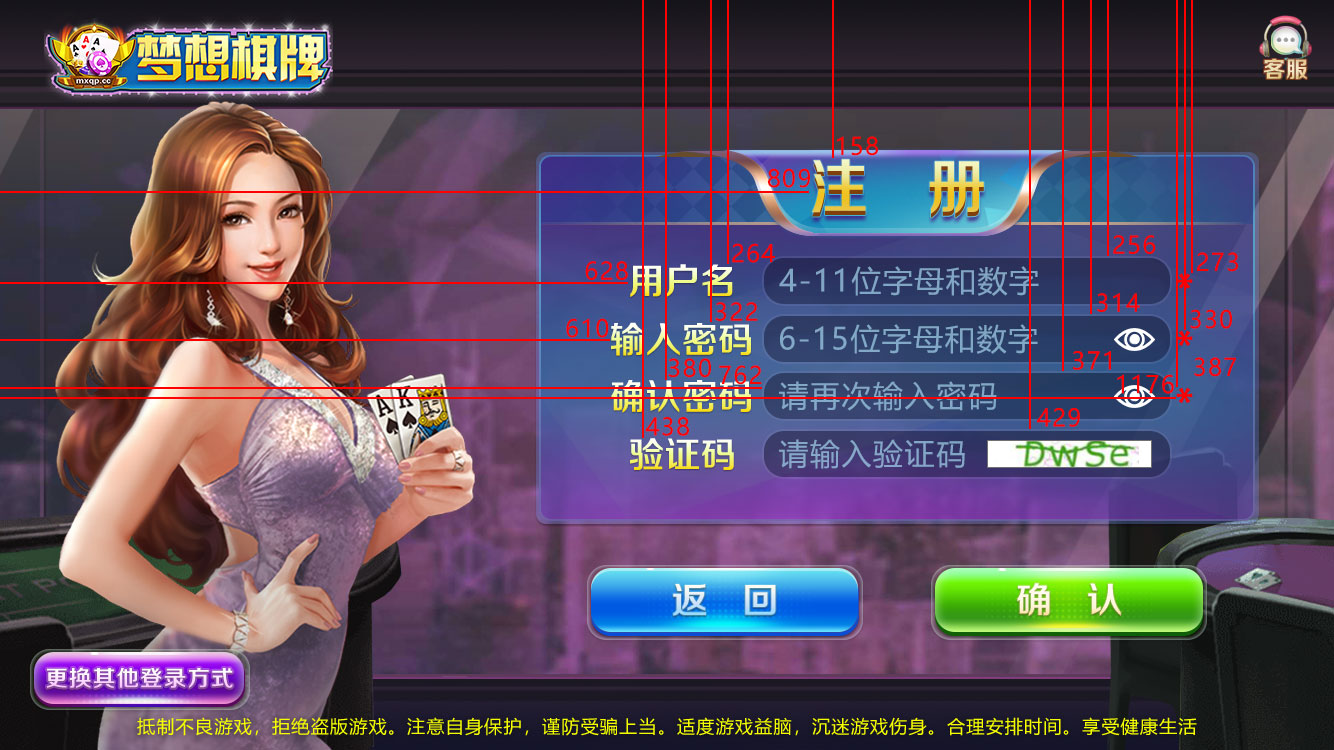 梦想棋牌
mxqp.cc
客服
注 册
158
809
用户名 4-11位字母和数字 *
628
264
256
273
输入密码 6-15位字母和数字 *
610
322
314
330
确认密码 请再次输入密码 *
380
762
371
1176
387
验证码 请输入验证码 DwSe
438
429
A K
返 回
确 认
更换其他登录方式
抵制不良游戏，拒绝盗版游戏。注意自身保护，谨防受骗上当。适度游戏益脑，沉迷游戏伤身。合理安排时间。享受健康生活